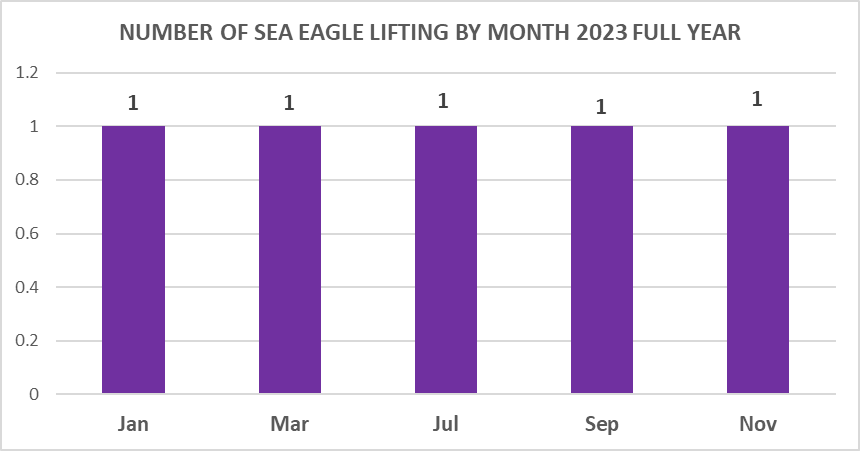 NUMBER OF SEA EAGLE LIFTING BY MONTH 2023 FULL YEAR
1.2
1
0.8
0.6
0.4
0.2
0
1 1 1 1 1
Jan Mar Jul Sep Nov